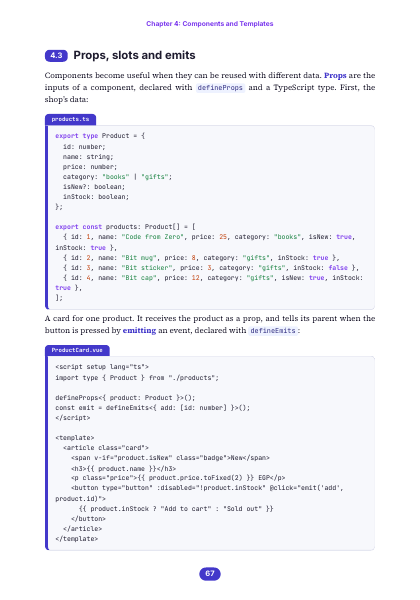 Chapter 4: Components and Templates
4.3 Props, slots and emits
Components become useful when they can be reused with different data. Props are the
inputs of a component, declared with defineProps and a TypeScript type. First, the
shop's data:
products.ts
export type Product = {
  id: number;
  name: string;
  price: number;
  category: "books" | "gifts";
  isNew?: boolean;
  inStock: boolean;
};
export const products: Product[] = [
  { id: 1, name: "Code from Zero", price: 25, category: "books", isNew: true,
inStock: true },
  { id: 2, name: "Bit mug", price: 8, category: "gifts", inStock: true },
  { id: 3, name: "Bit sticker", price: 3, category: "gifts", inStock: false },
  { id: 4, name: "Bit cap", price: 12, category: "gifts", isNew: true, inStock:
true },
];
A card for one product. It receives the product as a prop, and tells its parent when the
button is pressed by emitting an event, declared with defineEmits:
ProductCard.vue
<script setup lang="ts">
import type { Product } from "./products";
defineProps<{ product: Product }>();
const emit = defineEmits<{ add: [id: number] }>();
</script>
<template>
  <article class="card">
    <span v-if="product.isNew" class="badge">New</span>
    <h3>{{ product.name }}</h3>
    <p class="price">{{ product.price.toFixed(2) }} EGP</p>
    <button type="button" :disabled="!product.inStock" @click="emit('add',
product.id)">
      {{ product.inStock ? "Add to cart" : "Sold out" }}
    </button>
  </article>
</template>
67